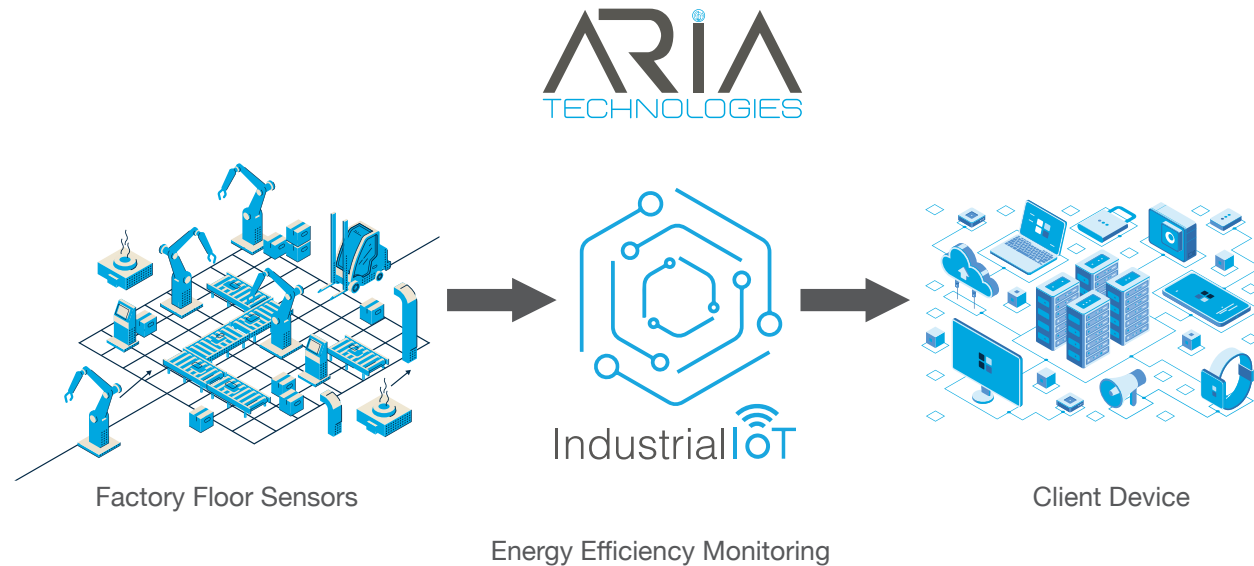 ARiA
TECHNOLOGIES
IndustrialIoT
Factory Floor Sensors
Client Device
Energy Efficiency Monitoring